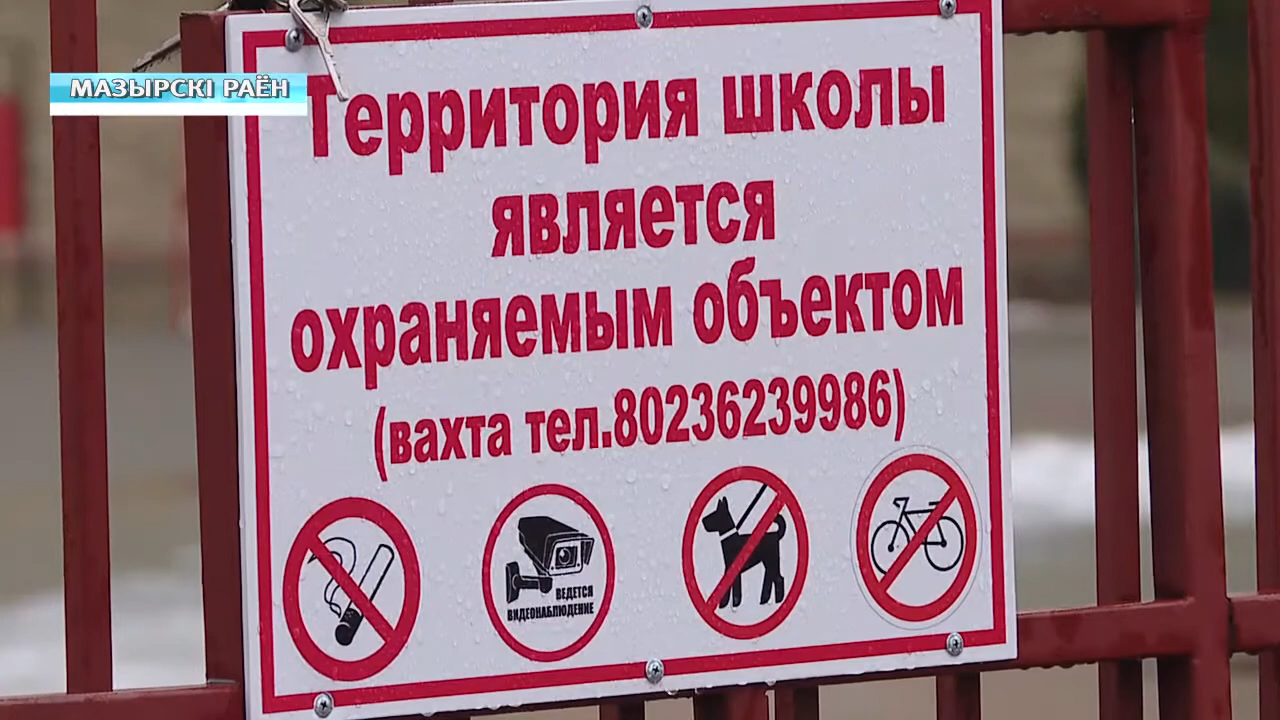 МАЗЫРСКІ РАЁН
Территория школы
является
охраняемым объектом
(вахта тел.80236239986)
ВЕДЕТСЯ
ВИДЕОНАБЛЮДЕНИЕ